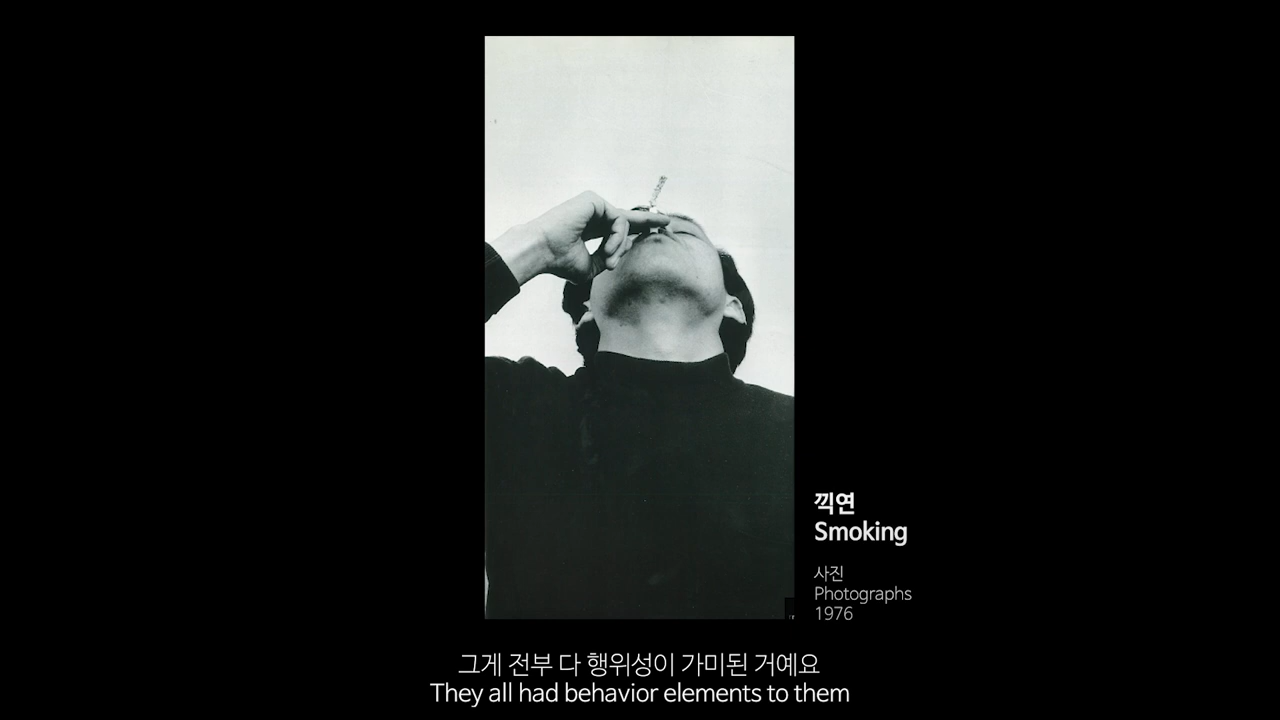 끽연
Smoking
사진
Photographs
1976
그게 전부 다 행위성이 가미된 거예요
They all had behavior elements to them